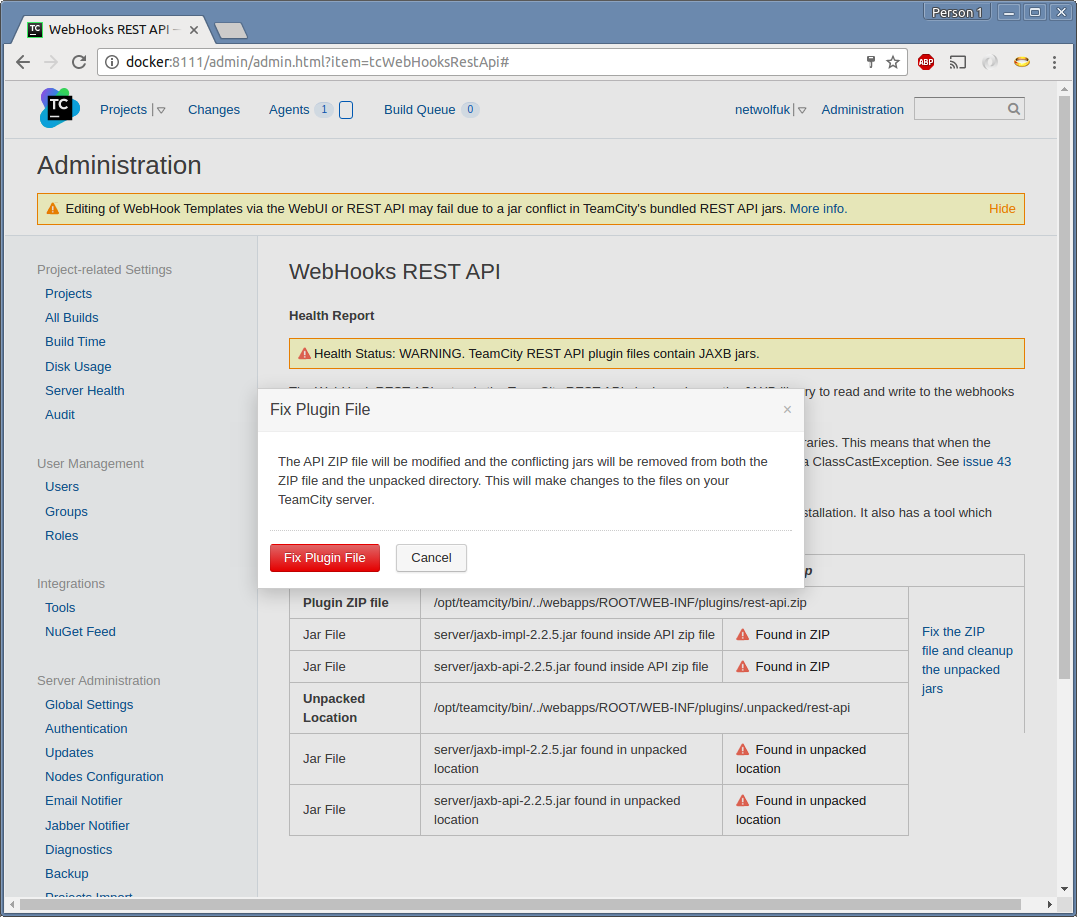 Person 1
TC WebHooks REST API –
docker:8111/admin/admin.html?item=tcWebHooksRestApi#
ABP
TC
Projects Changes Agents 1 Build Queue 0 netwolfuk Administration
Administration
Editing of WebHook Templates via the WebUI or REST API may fail due to a jar conflict in TeamCity's bundled REST API jars. More info. Hide
Project-related Settings
Projects
All Builds
Build Time
Disk Usage
Server Health
Audit
User Management
Users
Groups
Roles
Integrations
Tools
NuGet Feed
Server Administration
Global Settings
Authentication
Updates
Nodes Configuration
Email Notifier
Jabber Notifier
Diagnostics
Backup
Projects Import
WebHooks REST API
Health Report
Health Status: WARNING. TeamCity REST API plugin files contain JAXB jars.
ry to read and write to the webhooks
raries. This means that when the
a ClassCastException. See issue 43
stallation. It also has a tool which
Fix Plugin File ×
The API ZIP file will be modified and the conflicting jars will be removed from both the
ZIP file and the unpacked directory. This will make changes to the files on your
TeamCity server.
Fix Plugin File Cancel
p
Plugin ZIP file /opt/teamcity/bin/../webapps/ROOT/WEB-INF/plugins/rest-api.zip
Jar File server/jaxb-impl-2.2.5.jar found inside API zip file Found in ZIP
Jar File server/jaxb-api-2.2.5.jar found inside API zip file Found in ZIP
Unpacked
Location /opt/teamcity/bin/../webapps/ROOT/WEB-INF/plugins/.unpacked/rest-api
Jar File server/jaxb-impl-2.2.5.jar found in unpacked
location Found in unpacked
location
Jar File server/jaxb-api-2.2.5.jar found in unpacked
location Found in unpacked
location
Fix the ZIP
file and cleanup
the unpacked
jars